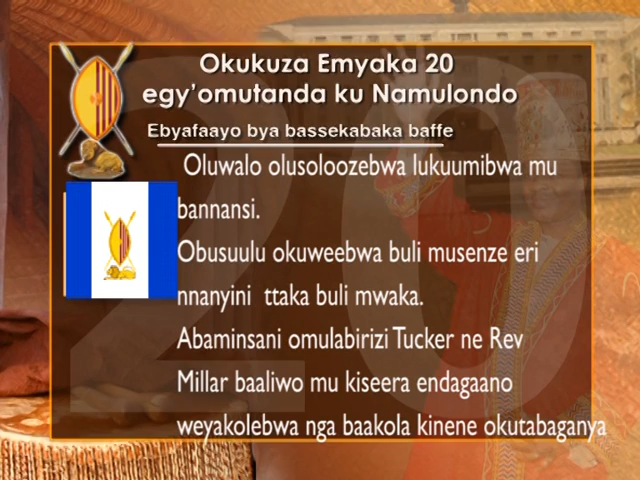 Okukuza Emyaka 20
egy'omutanda ku Namulondo
Ebyafaayo bya bassekabaka baffe
Oluwalo olusoloozebwa lukuumibwa mu
bannansi.
Obusuulu okuweebwa buli musenze eri
nnanyini ttaka buli mwaka.
Abaminsani omulabirizi Tucker ne Rev
Millar baaliwo mu kiseera endagaano
weyakolebwa nga baakola kinene okutabaganya
20